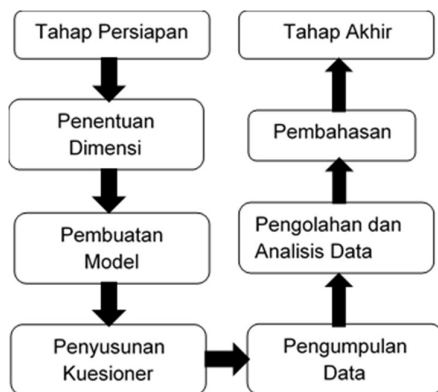 Tahap Persiapan
Penentuan
Dimensi
Pembuatan
Model
Penyusunan
Kuesioner
Pengumpulan
Data
Pengolahan dan
Analisis Data
Pembahasan
Tahap Akhir